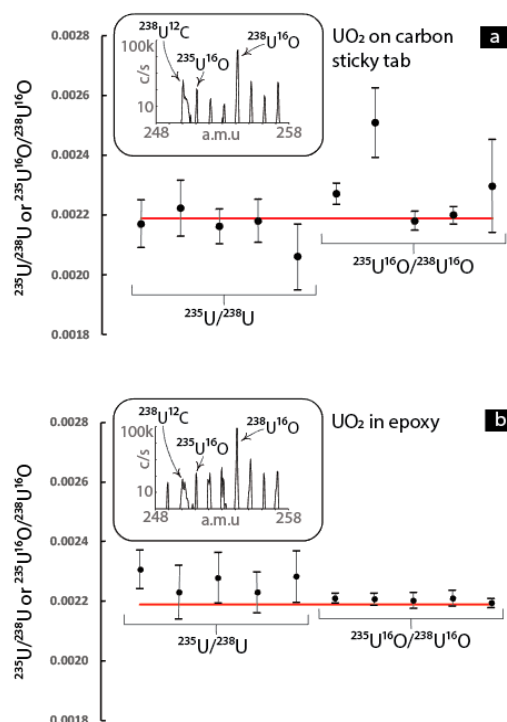 0.0028
0.0026
0.0024
0.0022
0.0020
0.0018
²³⁵U/²³⁸U or ²³⁵U¹⁶O/²³⁸U¹⁶O
²³⁸U¹²C
²³⁸U¹⁶O
²³⁵U¹⁶O
100k
c/s
10
248
a.m.u
258
UO₂ on carbon
sticky tab
a
²³⁵U/²³⁸U
²³⁵U¹⁶O/²³⁸U¹⁶O
0.0028
0.0026
0.0024
0.0022
0.0020
0.0018
²³⁵U/²³⁸U or ²³⁵U¹⁶O/²³⁸U¹⁶O
²³⁸U¹²C
²³⁸U¹⁶O
²³⁵U¹⁶O
100k
c/s
10
248
a.m.u
258
UO₂ in epoxy
b
²³⁵U/²³⁸U
²³⁵U¹⁶O/²³⁸U¹⁶O